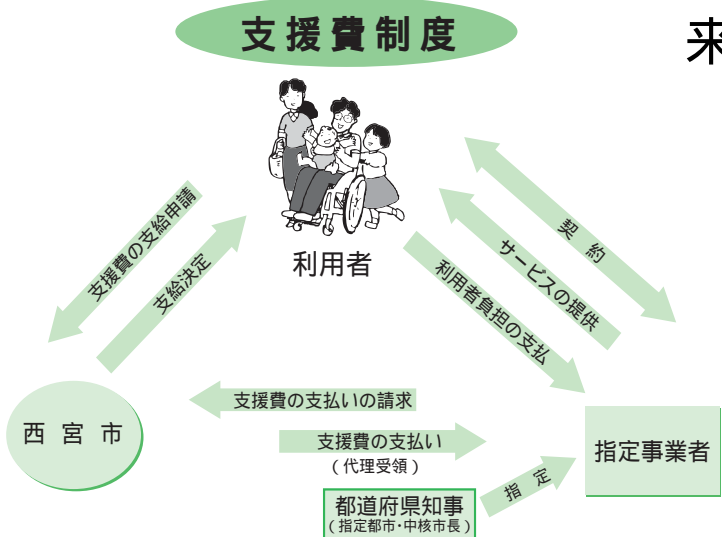 支援費制度
来
利用者
支援費の支給申請
支給決定
契約
サービスの提供
利用者負担の支払
支援費の支払いの請求
支援費の支払い
(代理受領)
西宮市
指定事業者
指定
都道府県知事
(指定都市・中核市長)